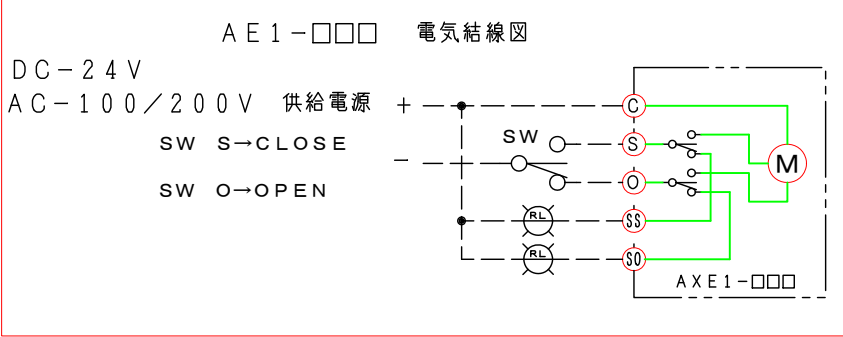 AE1-□□□ 電気結線図
DC-24V
AC-100/200V 供給電源 +
C
SW S→CLOSE
SW
S
-
M
SW O→OPEN
O
RL
SS
RL
SO
AXE1-□□□